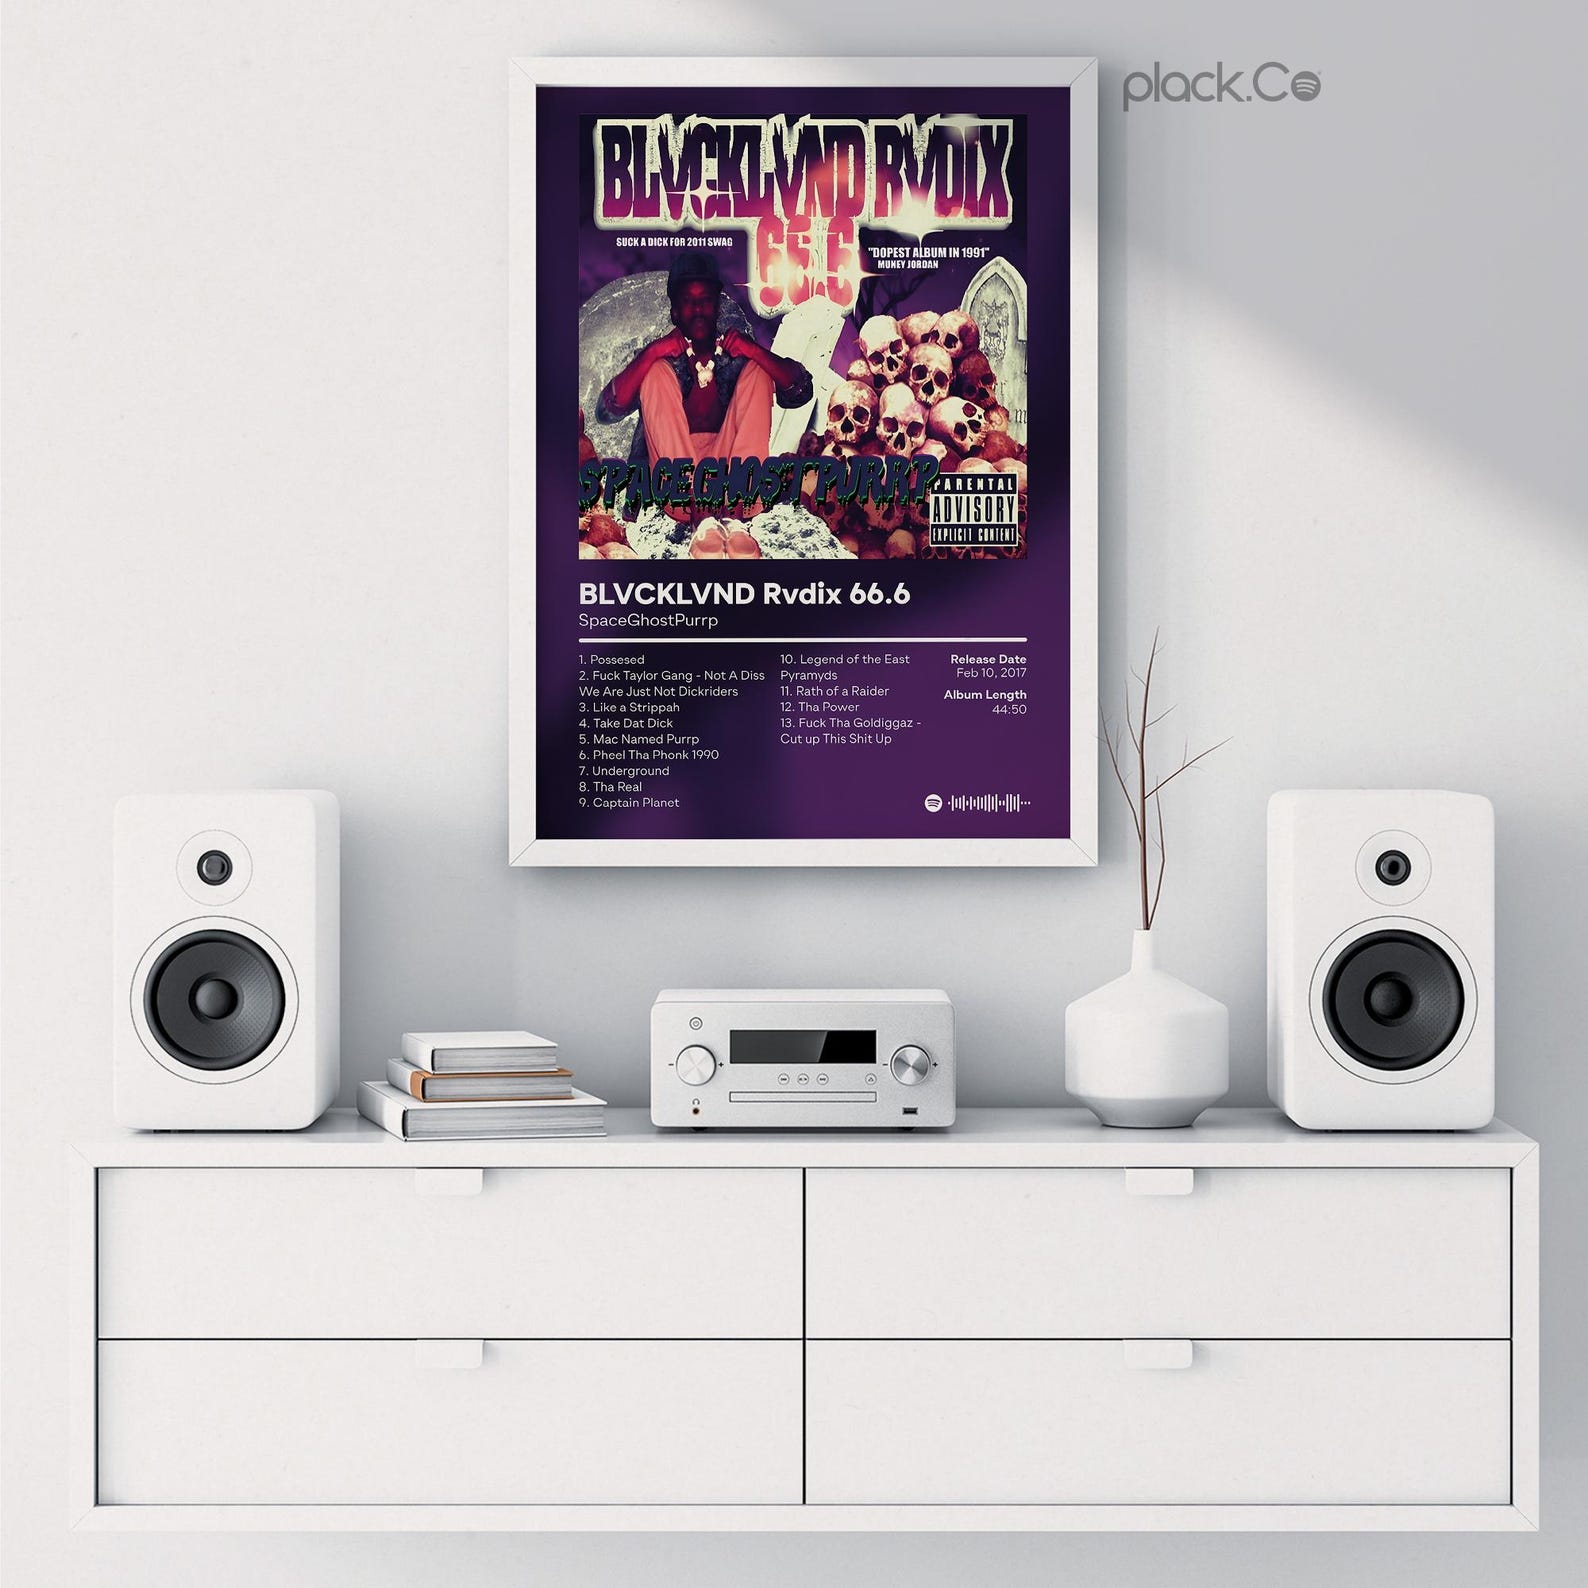 plack.Co
BLVCKLVND RVDIX
66.6
SUCK A DICK FOR 2011 SWAG
"DOPEST ALBUM IN 1991"
MUNEY JORDAN
SPACEGHOSTPURRP
PARENTAL
ADVISORY
EXPLICIT CONTENT
BLVCKLVND Rvdix 66.6
SpaceGhostPurrp
1. Possesed
2. Fuck Taylor Gang - Not A Diss
We Are Just Not Dickriders
3. Like a Strippah
4. Take Dat Dick
5. Mac Named Purrp
6. Pheel Tha Phonk 1990
7. Underground
8. Tha Real
9. Captain Planet
10. Legend of the East
Pyramyds
11. Rath of a Raider
12. Tha Power
13. Fuck Tha Goldiggaz -
Cut up This Shit Up
Release Date
Feb 10, 2017
Album Length
44:50